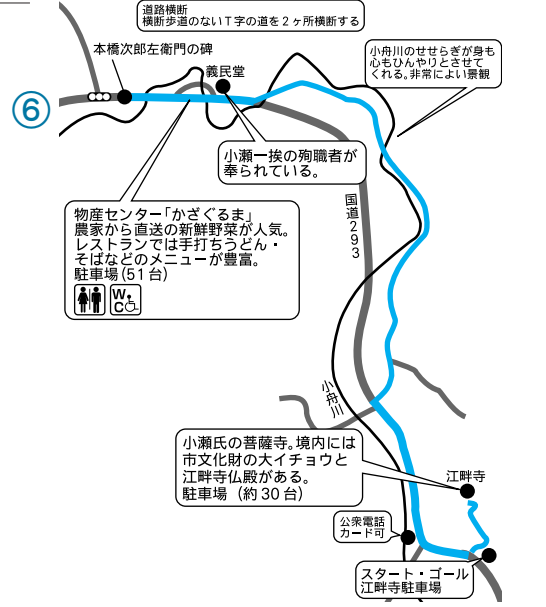 道路横断
横断歩道のないT字の道を2ヶ所横断する
本橋次郎左衛門の碑
義民堂
小舟川のせせらぎが身も
心もひんやりとさせて
くれる。非常によい景観
⑥
小瀬一揆の殉職者が
奉られている。
国道293
物産センター「かざぐるま」
農家から直送の新鮮野菜が人気。
レストランでは手打ちうどん・
そばなどのメニューが豊富。
駐車場(51台)
WC
小舟川
小瀬氏の菩薩寺。境内には
市文化財の大イチョウと
江畔寺仏殿がある。
駐車場(約30台)
江畔寺
公衆電話
カード可
スタート・ゴール
江畔寺駐車場